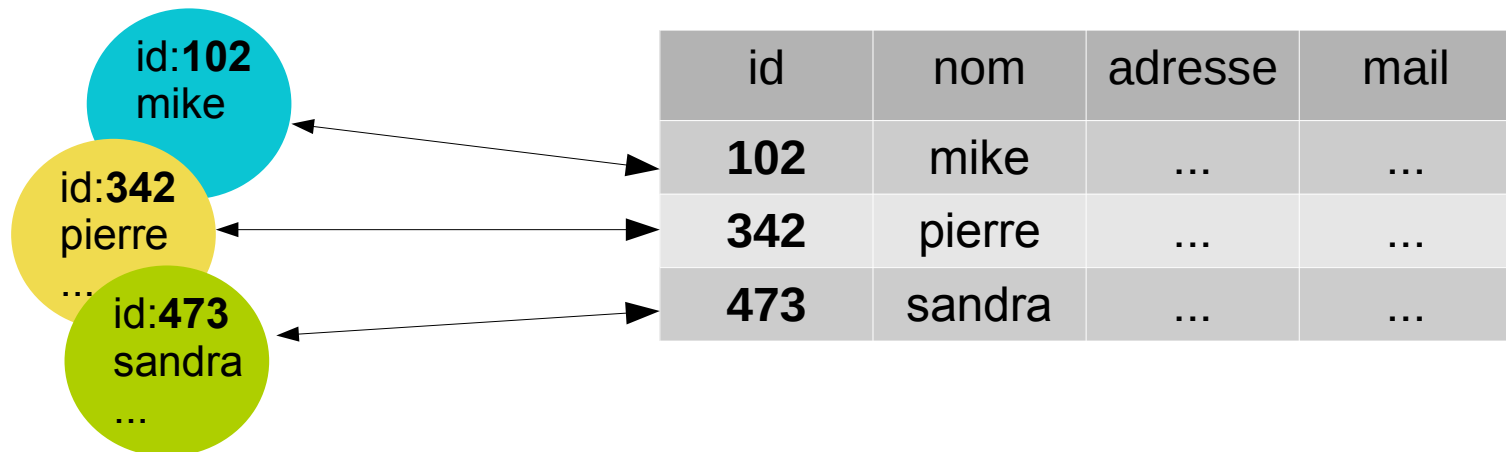 id:102
mike
id:342
pierre
...
id:473
sandra
...
id nom adresse mail
102 mike ... ...
342 pierre ... ...
473 sandra ... ...